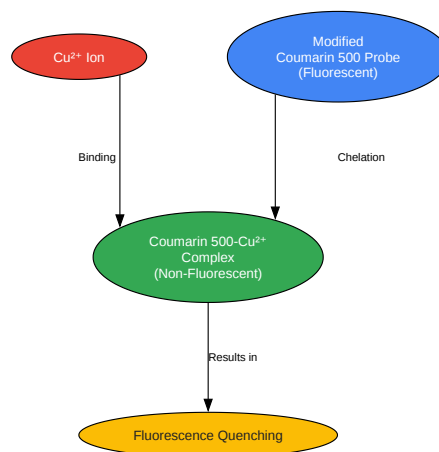 Cu²⁺ Ion
Modified
Coumarin 500 Probe
(Fluorescent)
Binding
Chelation
Coumarin 500-Cu²⁺
Complex
(Non-Fluorescent)
Results in
Fluorescence Quenching